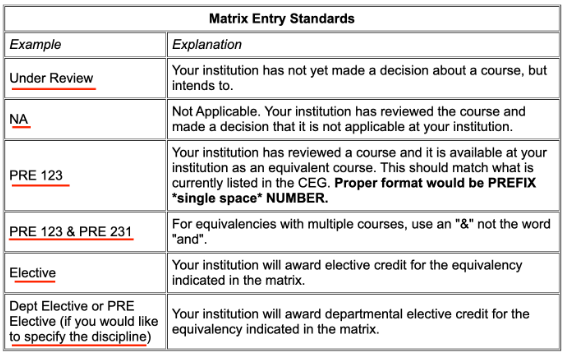 Matrix Entry Standards
Example
Explanation
Under Review
Your institution has not yet made a decision about a course, but
intends to.
NA
Not Applicable. Your institution has reviewed the course and
made a decision that it is not applicable at your institution.
PRE 123
Your institution has reviewed a course and it is available at your
institution as an equivalent course. This should match what is
currently listed in the CEG. Proper format would be PREFIX
*single space* NUMBER.
PRE 123 & PRE 231
For equivalencies with multiple courses, use an "&" not the word
"and".
Elective
Your institution will award elective credit for the equivalency
indicated in the matrix.
Dept Elective or PRE
Elective (if you would like
to specify the discipline)
Your institution will award departmental elective credit for the
equivalency indicated in the matrix.